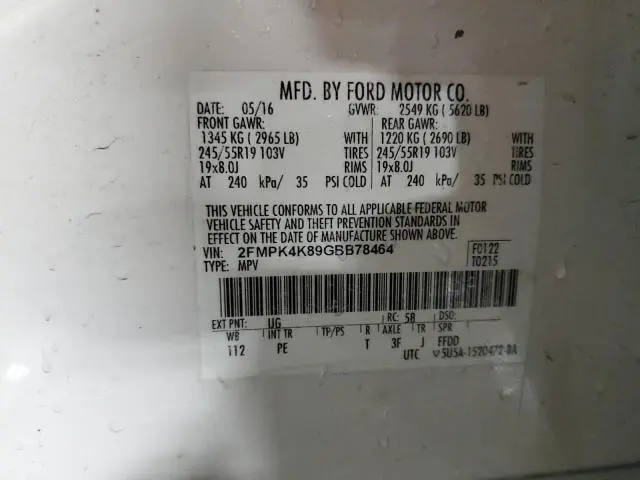 MFD. BY FORD MOTOR CO.
DATE: 05/16 GVWR: 2549 KG ( 5620 LB)
FRONT GAWR: REAR GAWR:
1345 KG ( 2965 LB) WITH 1220 KG ( 2690 LB) WITH
245/55R19 103V TIRES 245/55R19 103V TIRES
19x8.0J RIMS 19x8.0J RIMS
AT 240 kPa/ 35 PSI COLD AT 240 kPa/ 35 PSI COLD
THIS VEHICLE CONFORMS TO ALL APPLICABLE FEDERAL MOTOR
VEHICLE SAFETY AND THEFT PREVENTION STANDARDS IN
EFFECT ON THE DATE OF MANUFACTURE SHOWN ABOVE.
VIN: 2FMPK4K89GBB78464 F0122
TYPE: MPV T0215
EXT PNT: UG RC: 58 DSO:
WB INT TR TP/PS R AXLE TR SPR
112 PE T 3F J FFDD
UTC 5U5A-1520472-BA